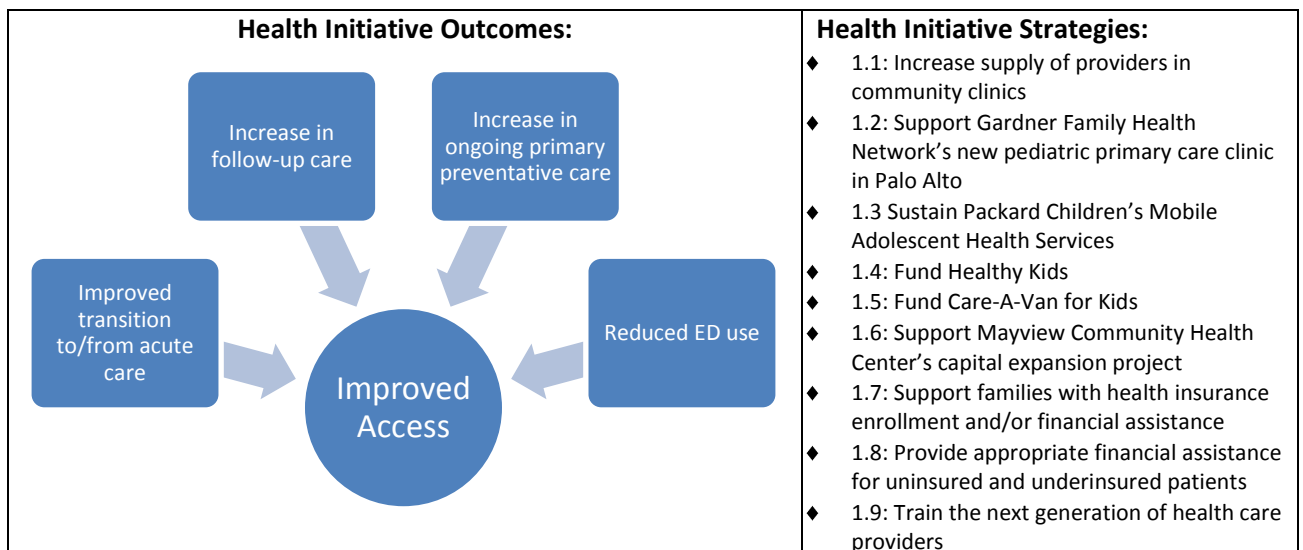 Health Initiative Outcomes:
Increase in
follow-up care
Increase in
ongoing primary
preventative care
Improved
transition
to/from acute
care
Reduced ED use
Improved
Access
Health Initiative Strategies:
♦ 1.1: Increase supply of providers in
community clinics
♦ 1.2: Support Gardner Family Health
Network’s new pediatric primary care clinic
in Palo Alto
♦ 1.3 Sustain Packard Children’s Mobile
Adolescent Health Services
♦ 1.4: Fund Healthy Kids
♦ 1.5: Fund Care-A-Van for Kids
♦ 1.6: Support Mayview Community Health
Center’s capital expansion project
♦ 1.7: Support families with health insurance
enrollment and/or financial assistance
♦ 1.8: Provide appropriate financial assistance
for uninsured and underinsured patients
♦ 1.9: Train the next generation of health care
providers